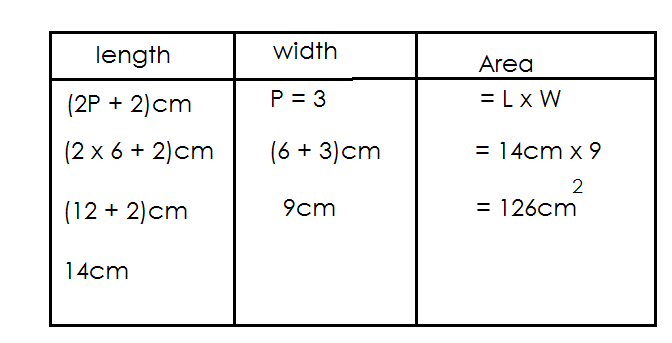 length width Area
(2P + 2)cm P = 3 = L x W
(2 x 6 + 2)cm (6 + 3)cm = 14cm x 9
(12 + 2)cm 9cm = 126cm²
14cm